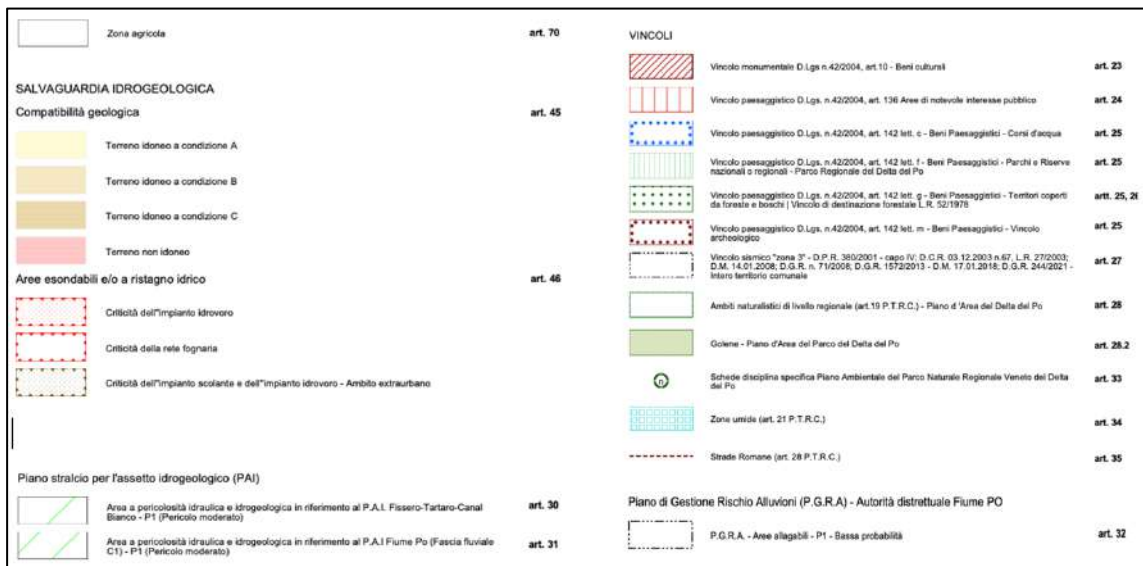 Zona agricola art. 70
SALVAGUARDIA IDROGEOLOGICA
Compatibilità geologica art. 45
Terreno idoneo a condizione A
Terreno idoneo a condizione B
Terreno idoneo a condizione C
Terreno non idoneo
Aree esondabili e/o a ristagno idrico art. 46
Criticità dell''impianto idrovoro
Criticità della rete fognaria
Criticità dell''impianto scolante e dell''impianto idrovoro - Ambito extraurbano
Piano stralcio per l'assetto idrogeologico (PAI)
Area a pericolosità idraulica e idrogeologica in riferimento al P.A.I. Fissero-Tartaro-Canal
Bianco - P1 (Pericolo moderato) art. 30
Area a pericolosità idraulica e idrogeologica in riferimento al P.A.I Fiume Po (Fascia fluviale
C1) - P1 (Pericolo moderato) art. 31
VINCOLI
Vincolo monumentale D.Lgs n.42/2004, art.10 - Beni culturali art. 23
Vincolo paesaggistico D.Lgs. n.42/2004, art. 136 Aree di notevole interesse pubblico art. 24
Vincolo paesaggistico D.Lgs. n.42/2004, art. 142 lett. c - Beni Paesaggistici - Corsi d'acqua art. 25
Vincolo paesaggistico D.Lgs. n.42/2004, art. 142 lett. f - Beni Paesaggistici - Parchi e Riserve
nazionali o regionali - Parco Regionale del Delta del Po art. 25
Vincolo paesaggistico D.Lgs. n.42/2004, art. 142 lett. g - Beni Paesaggistici - Territori coperti
da foreste e boschi | Vincolo di destinazione forestale L.R. 52/1978 artt. 25, 2
Vincolo paesaggistico D.Lgs. n.42/2004, art. 142 lett. m - Beni Paesaggistici - Vincolo
archeologico art. 25
Vincolo sismico "zona 3" - D.P.R. 380/2001 - capo IV; D.C.R. 03.12.2003 n.67, L.R. 27/2003;
D.M. 14.01.2008; D.G.R. n. 71/2008; D.G.R. 1572/2013 - D.M. 17.01.2018; D.G.R. 244/2021 -
Intero territorio comunale art. 27
Ambiti naturalistici di livello regionale (art.19 P.T.R.C.) - Piano d 'Area del Delta del Po art. 28
Golene - Piano d'Area del Parco del Delta del Po art. 28.2
n
Schede disciplina specifica Piano Ambientale del Parco Naturale Regionale Veneto del Delta
del Po art. 33
Zone umide (art. 21 P.T.R.C.) art. 34
Strade Romane (art. 28 P.T.R.C.) art. 35
Piano di Gestione Rischio Alluvioni (P.G.R.A) - Autorità distrettuale Fiume PO
P.G.R.A. - Aree allagabili - P1 - Bassa probabilità art. 32